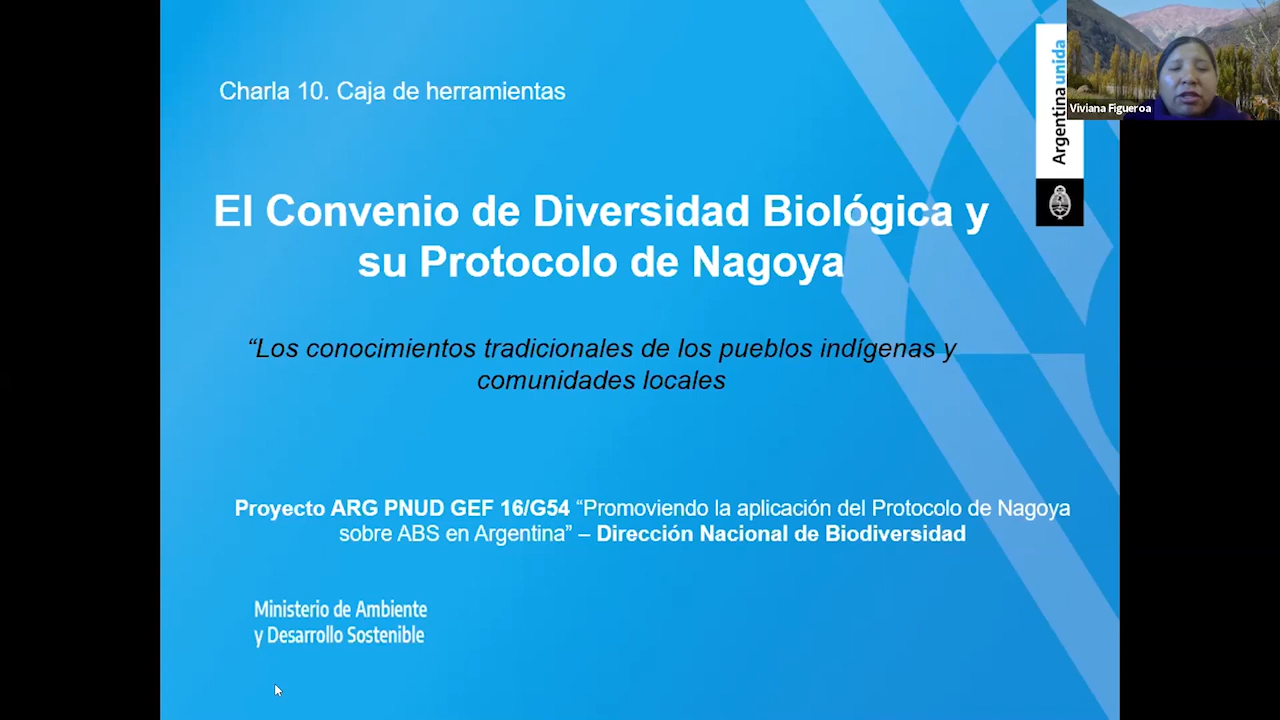 Charla 10. Caja de herramientas
Argentina unida
Viviana Figueroa
El Convenio de Diversidad Biológica y
su Protocolo de Nagoya
“Los conocimientos tradicionales de los pueblos indígenas y
comunidades locales
Proyecto ARG PNUD GEF 16/G54 “Promoviendo la aplicación del Protocolo de Nagoya
sobre ABS en Argentina” – Dirección Nacional de Biodiversidad
Ministerio de Ambiente
y Desarrollo Sostenible